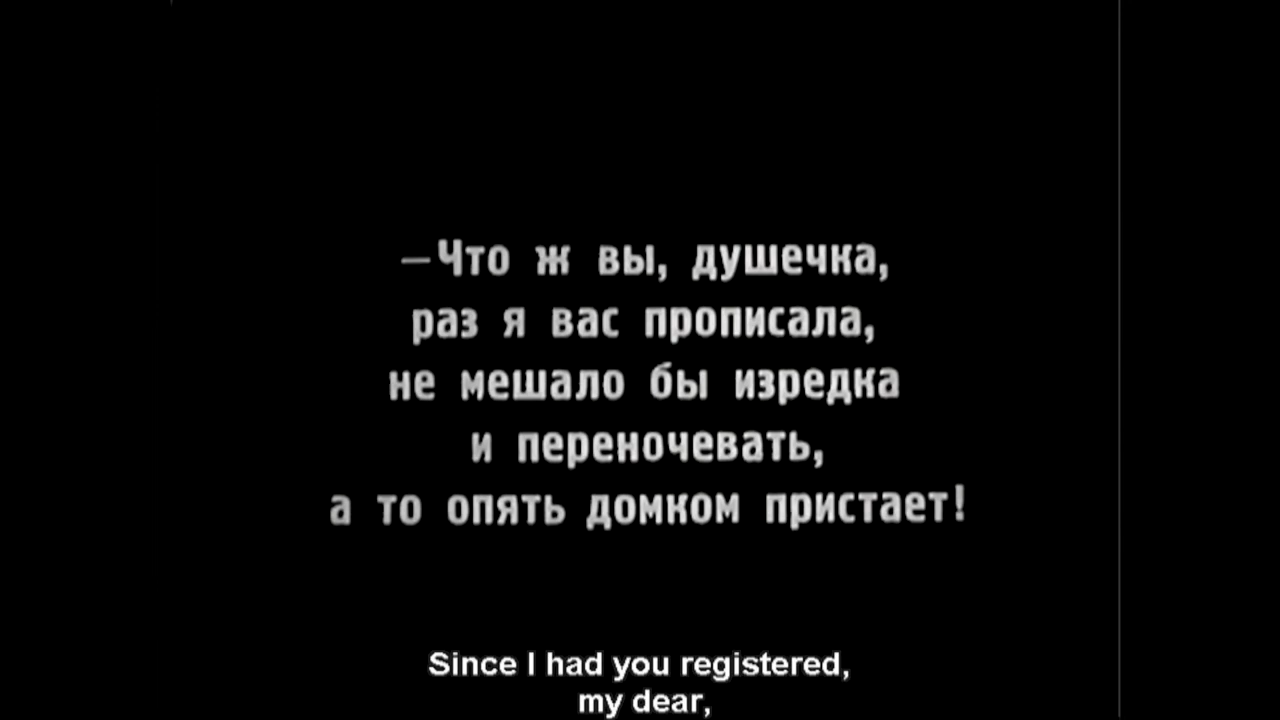 —Что ж вы, душечка,
раз я вас прописала,
не мешало бы изредка
и переночевать,
а то опять домком пристает!
Since I had you registered,
my dear,